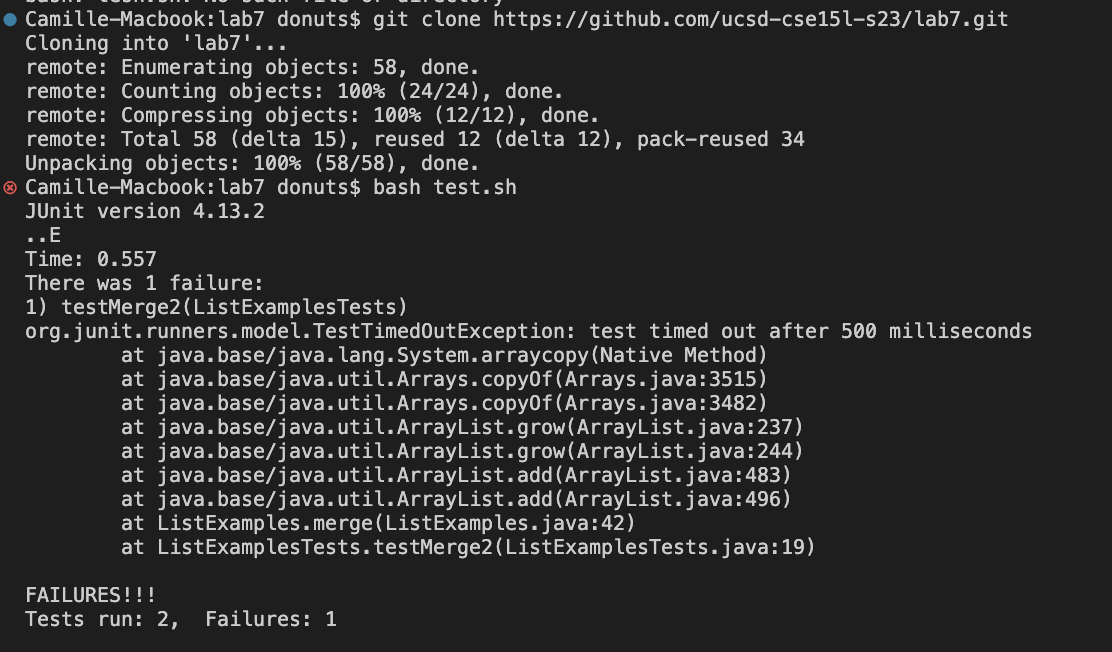 Camille-Macbook:lab7 donuts$ git clone https://github.com/ucsd-cse15l-s23/lab7.git
Cloning into 'lab7'...
remote: Enumerating objects: 58, done.
remote: Counting objects: 100% (24/24), done.
remote: Compressing objects: 100% (12/12), done.
remote: Total 58 (delta 15), reused 12 (delta 12), pack-reused 34
Unpacking objects: 100% (58/58), done.
Camille-Macbook:lab7 donuts$ bash test.sh
JUnit version 4.13.2
..E
Time: 0.557
There was 1 failure:
1) testMerge2(ListExamplesTests)
org.junit.runners.model.TestTimedOutException: test timed out after 500 milliseconds
        at java.base/java.lang.System.arraycopy(Native Method)
        at java.base/java.util.Arrays.copyOf(Arrays.java:3515)
        at java.base/java.util.Arrays.copyOf(Arrays.java:3482)
        at java.base/java.util.ArrayList.grow(ArrayList.java:237)
        at java.base/java.util.ArrayList.grow(ArrayList.java:244)
        at java.base/java.util.ArrayList.add(ArrayList.java:483)
        at java.base/java.util.ArrayList.add(ArrayList.java:496)
        at ListExamples.merge(ListExamples.java:42)
        at ListExamplesTests.testMerge2(ListExamplesTests.java:19)

FAILURES!!!
Tests run: 2,  Failures: 1